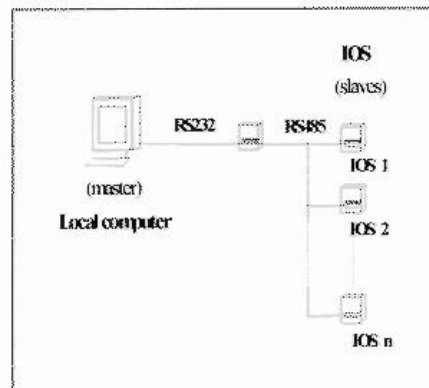 IOS
(slaves)
RS232
RS485
IOS 1
(master)
Local computer
IOS 2
IOS n